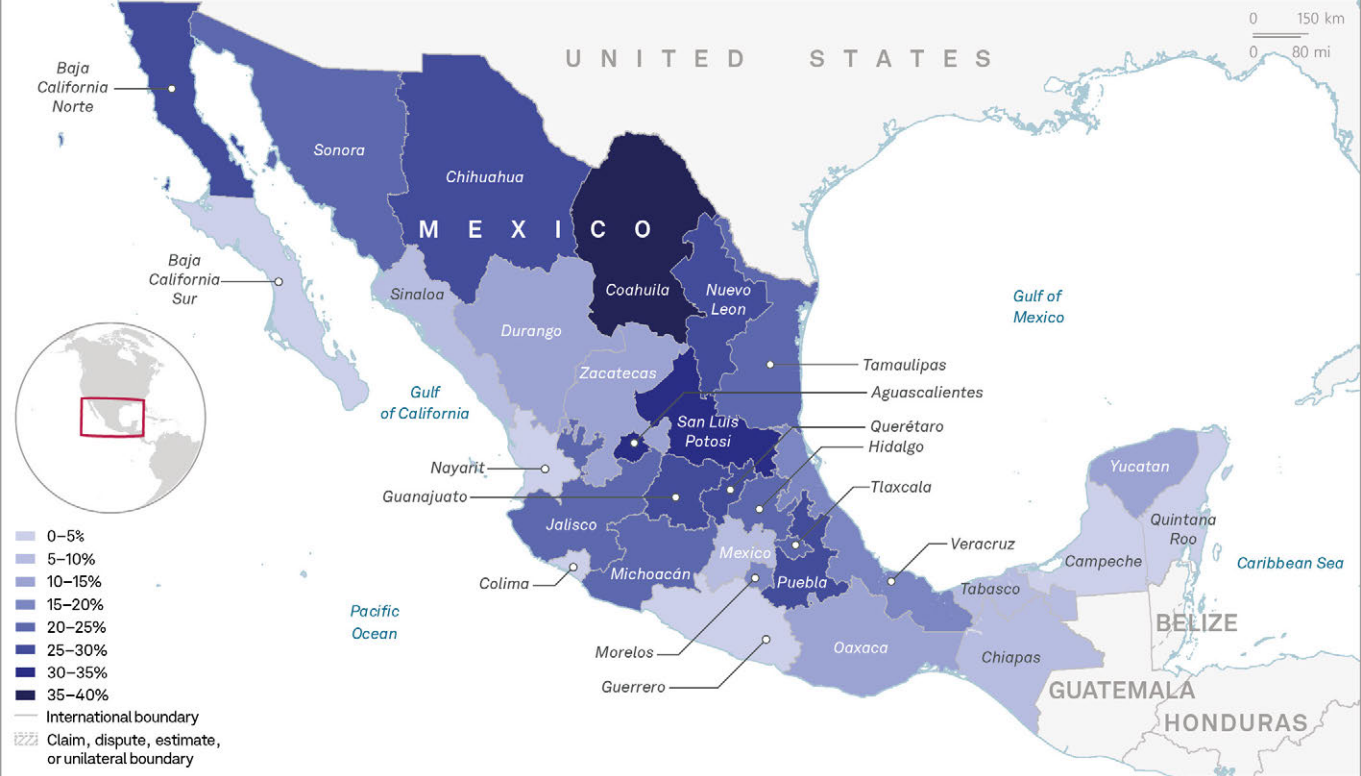 0 150 km
0 80 mi
UNITED STATES
Baja
California
Norte
Sonora
Chihuahua
MEXICO
Baja
California
Sur
Sinaloa
Coahuila
Nuevo
Leon
Gulf of
Mexico
Durango
Zacatecas
Tamaulipas
Aguascalientes
Gulf
of California
San Luis
Potosi
Querétaro
Hidalgo
Nayarit
Yucatan
Guanajuato
Tlaxcala
Jalisco
Quintana
Roo
Mexico
Veracruz
Campeche
Caribbean Sea
Colima
Michoacán
Puebla
Tabasco
Pacific
Ocean
BELIZE
Morelos
Oaxaca
Chiapas
Guerrero
GUATEMALA
HONDURAS
0–5%
5–10%
10–15%
15–20%
20–25%
25–30%
30–35%
35–40%
International boundary
Claim, dispute, estimate,
or unilateral boundary